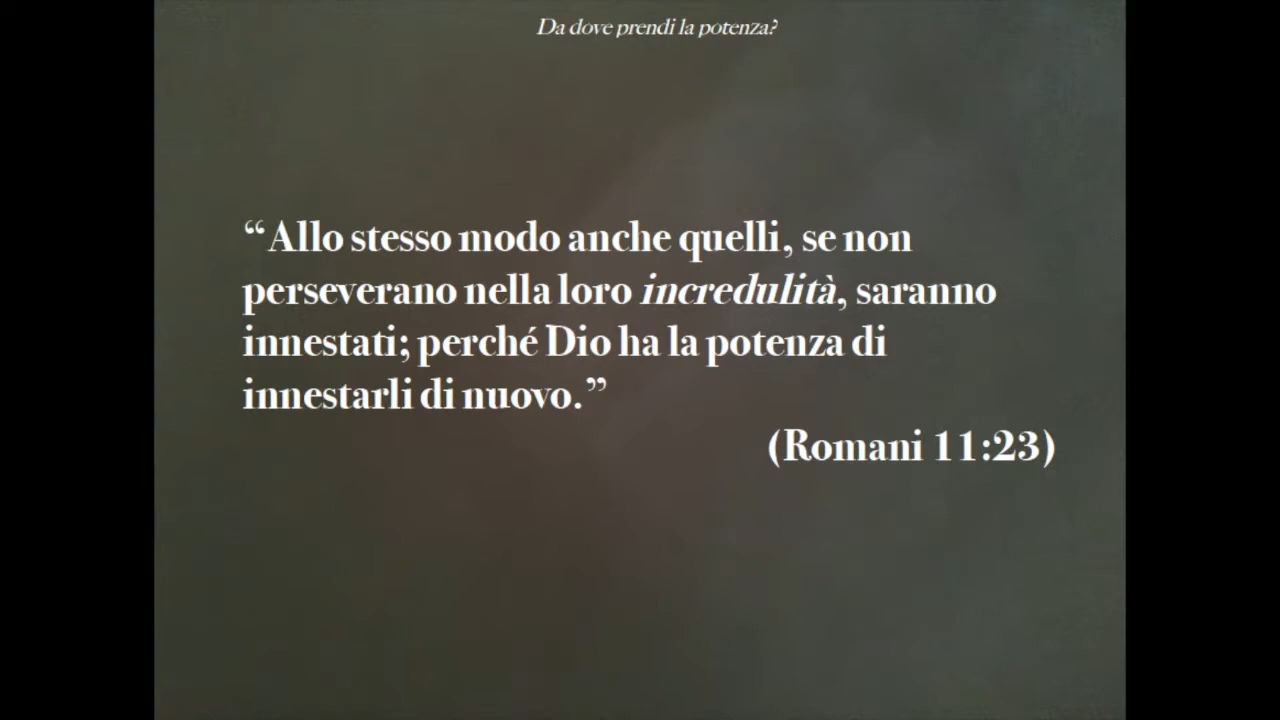 Da dove prendi la potenza?
“Allo stesso modo anche quelli, se non
perseverano nella loro incredulità, saranno
innestati; perché Dio ha la potenza di
innestarli di nuovo.”
(Romani 11:23)